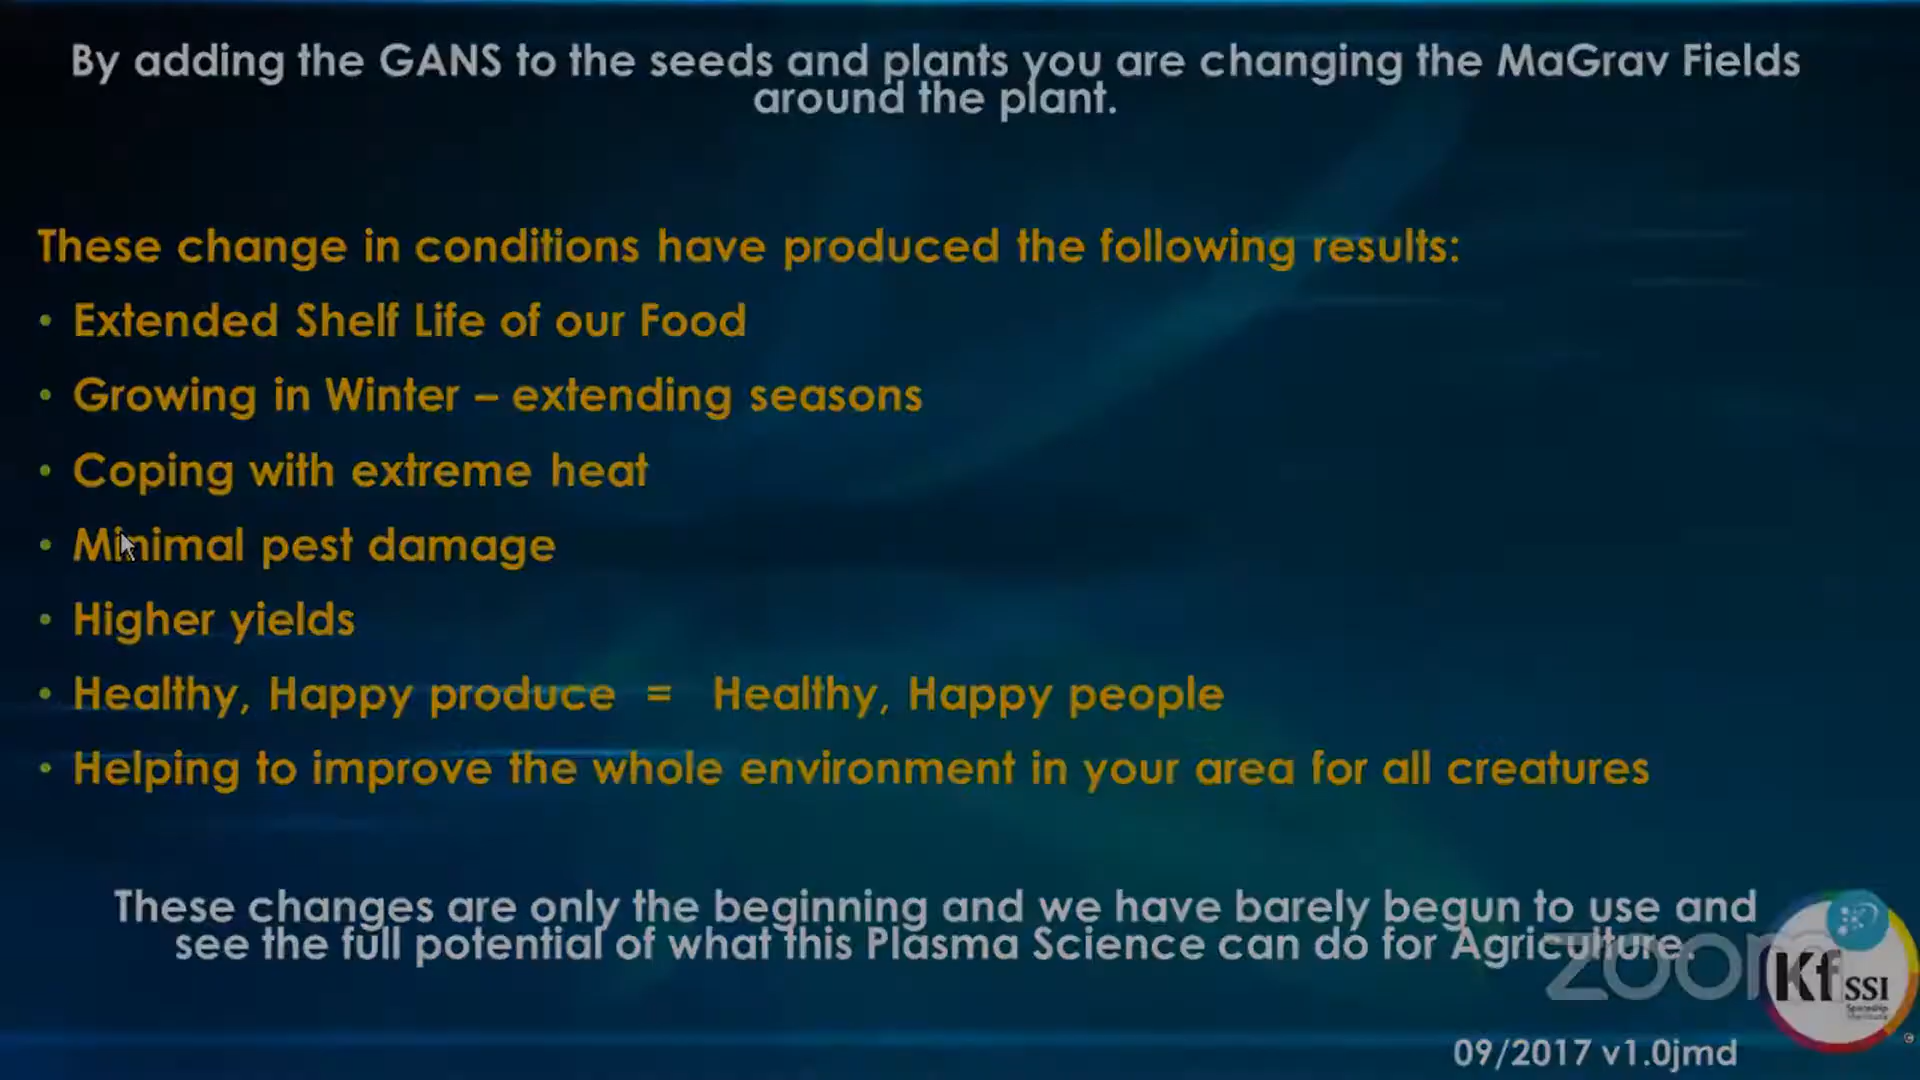 By adding the GANS to the seeds and plants you are changing the MaGrav Fields
around the plant.
These change in conditions have produced the following results:
• Extended Shelf Life of our Food
• Growing in Winter – extending seasons
• Coping with extreme heat
• Minimal pest damage
• Higher yields
• Healthy, Happy produce = Healthy, Happy people
• Helping to improve the whole environment in your area for all creatures
These changes are only the beginning and we have barely begun to use and
see the full potential of what this Plasma Science can do for Agriculture.
zoom
Kf SSI
Spaceship
Institute
09/2017 v1.0jmd